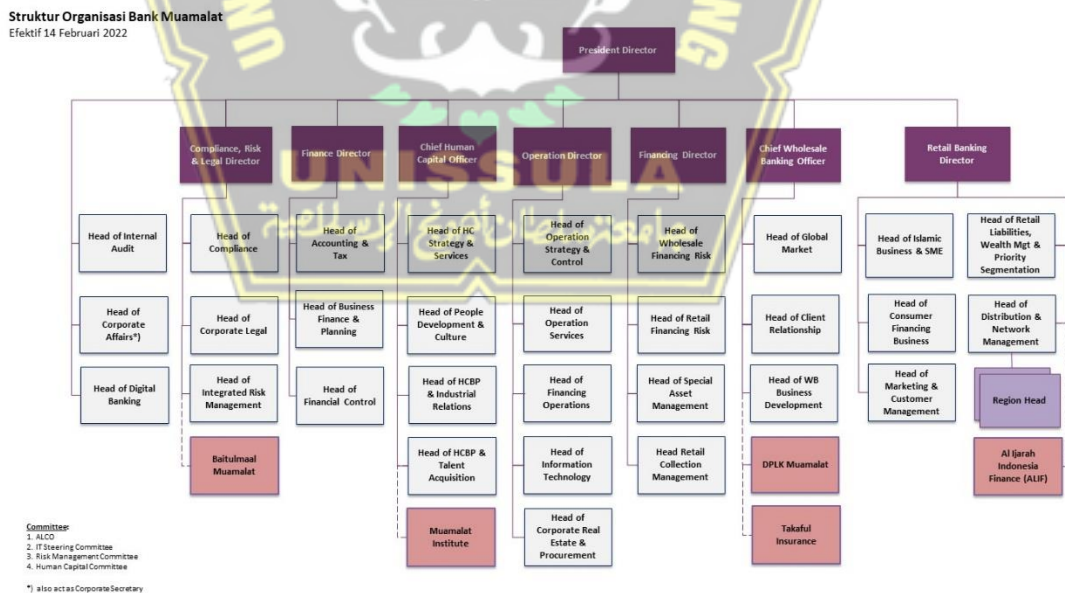 Struktur Organisasi Bank Muamalat
Efektif 14 Februari 2022
President Director
Compliance, Risk
& Legal Director
Finance Director
Chief Human
Capital Officer
Operation Director
Financing Director
Chief Wholesale
Banking Officer
Retail Banking
Director
UNISSULA
جامعتسلطان أجونج الإسلامية
Head of Internal
Audit
Head of
Compliance
Head of
Accounting &
Tax
Head of HC
Strategy &
Services
Head of
Operation
Strategy &
Control
Head of
Wholesale
Financing Risk
Head of Global
Market
Head of Islamic
Business & SME
Head of Retail
Liabilities,
Wealth Mgt &
Priority
Segmentation
Head of
Corporate
Affairs*)
Head of
Corporate Legal
Head of Business
Finance &
Planning
Head of People
Development &
Culture
Head of
Operation
Services
Head of Retail
Financing Risk
Head of Client
Relationship
Head of
Consumer
Financing
Business
Head of
Distribution &
Network
Management
Head of Digital
Banking
Head of
Integrated Risk
Management
Head of
Financial Control
Head of HCBP
& Industrial
Relations
Head of
Financing
Operations
Head of Special
Asset
Management
Head of WB
Business
Development
Head of
Marketing &
Customer
Management
Region Head
Baitulmaal
Muamalat
Head of HCBP &
Talent
Acquisition
Head of
Information
Technology
Head Retail
Collection
Management
DPLK Muamalat
Al Ijarah
Indonesia
Finance (ALIF)
Muamalat
Institute
Head of
Corporate Real
Estate &
Procurement
Takaful
Insurance
Committee:
1. ALCO
2. IT Steering Committee
3. Risk Management Committee
4. Human Capital Committee
*) also act as Corporate Secretary